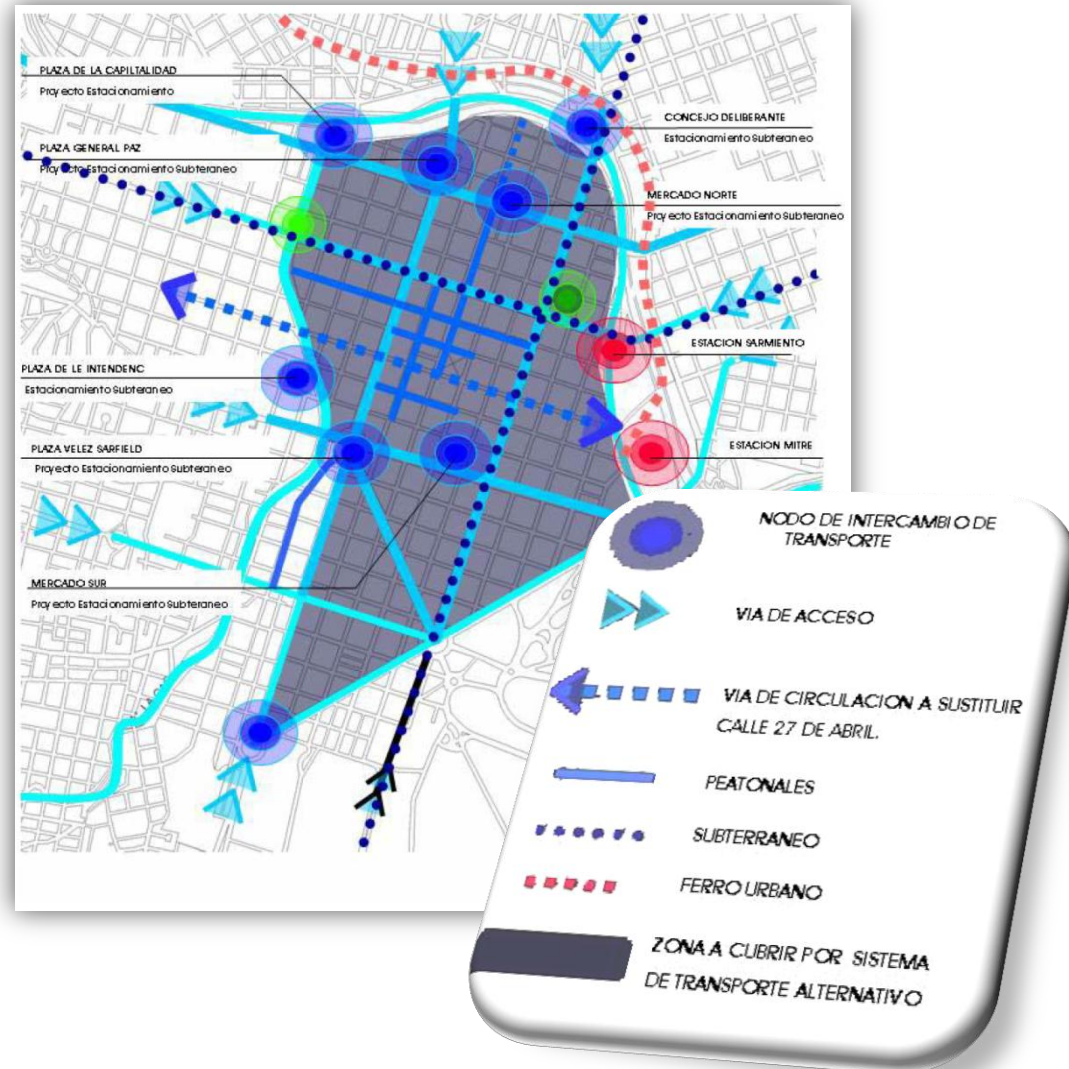 PLAZA DE LA CAPILTALIDAD
Proyecto Estacionamiento
PLAZA GENERAL PAZ
Proyecto Estacionamiento Subteraneo
CONCEJO DELIBERANTE
Estacionamiento Subteraneo
MERCADO NORTE
Proyecto Estacionamiento Subteraneo
ESTACION SARMIENTO
PLAZA DE LE INTENDENC
Estacionamiento Subteraneo
PLAZA VELEZ SARFIELD
Proyecto Estacionamiento Subteraneo
ESTACION MITRE
MERCADO SUR
Proyecto Estacionamiento Subteraneo
NODO DE INTERCAMBIO DE
TRANSPORTE
VIA DE ACCESO
VIA DE CIRCULACION A SUSTITUIR
CALLE 27 DE ABRIL.
PEATONALES
SUBTERRANEO
FERRO URBANO
ZONA A CUBRIR POR SISTEMA
DE TRANSPORTE ALTERNATIVO